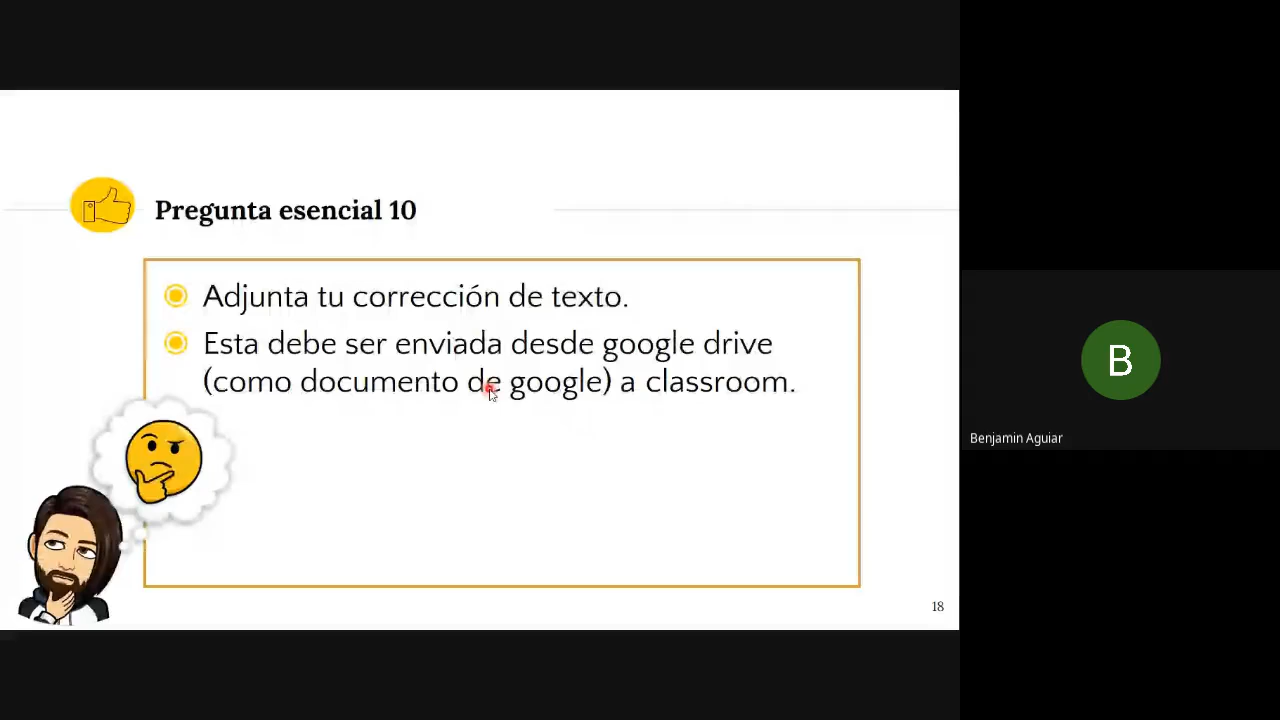 Pregunta esencial 10
Adjunta tu corrección de texto.
Esta debe ser enviada desde google drive
(como documento de google) a classroom.
18
B
Benjamin Aguiar